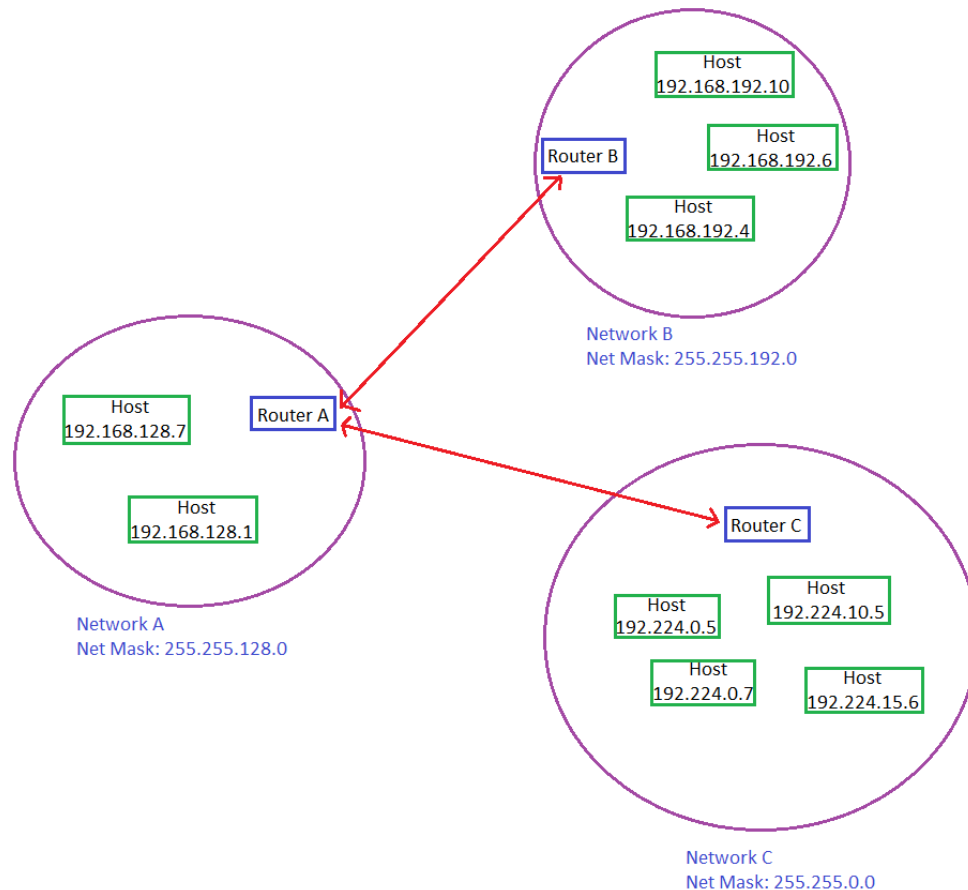 Host
192.168.192.10
Host
192.168.192.6
Router B
Host
192.168.192.4
Network B
Net Mask: 255.255.192.0
Host
192.168.128.7
Router A
Host
192.168.128.1
Network A
Net Mask: 255.255.128.0
Router C
Host
192.224.0.5
Host
192.224.10.5
Host
192.224.0.7
Host
192.224.15.6
Network C
Net Mask: 255.255.0.0